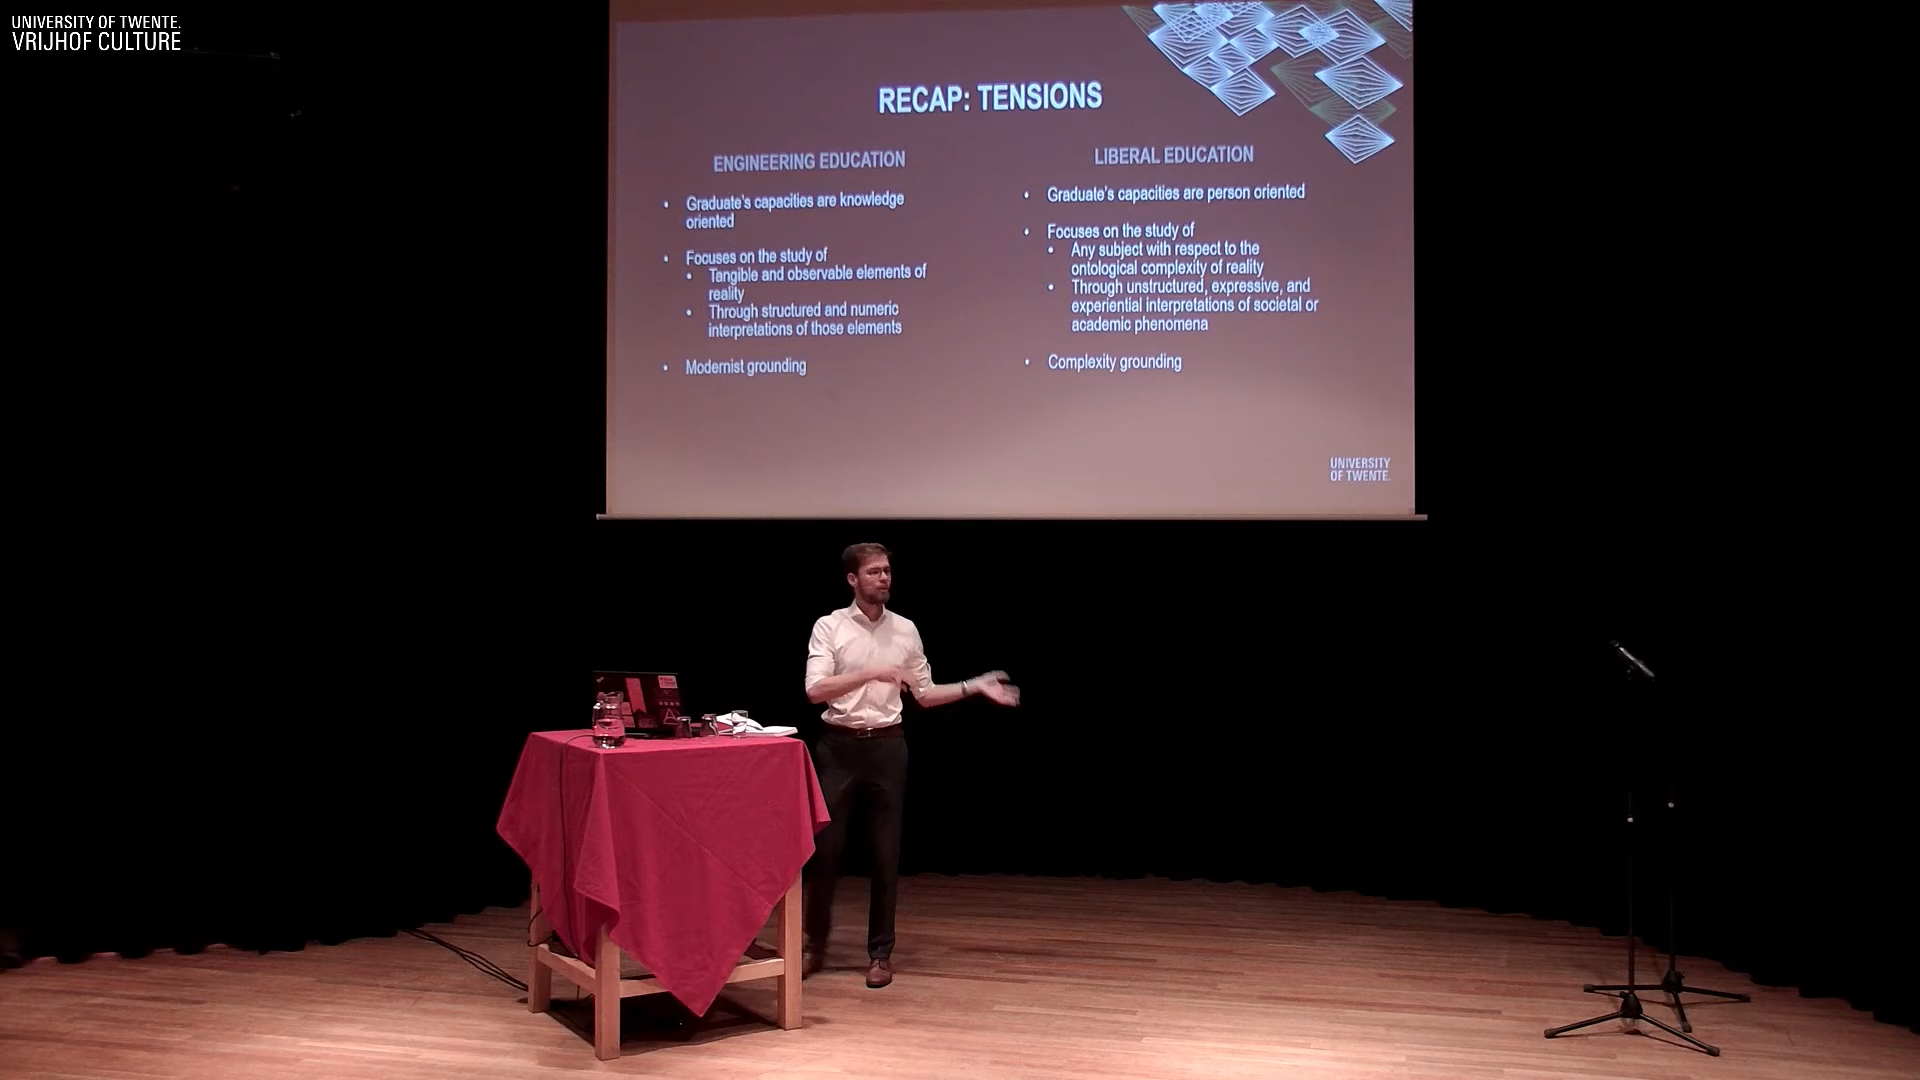 UNIVERSITY OF TWENTE.
VRIJHOF CULTURE
RECAP: TENSIONS
ENGINEERING EDUCATION
• Graduate's capacities are knowledge
oriented
• Focuses on the study of
• Tangible and observable elements of
reality
• Through structured and numeric
interpretations of those elements
• Modernist grounding
LIBERAL EDUCATION
• Graduate's capacities are person oriented
• Focuses on the study of
• Any subject with respect to the
ontological complexity of reality
• Through unstructured, expressive, and
experiential interpretations of societal or
academic phenomena
• Complexity grounding
UNIVERSITY
OF TWENTE.